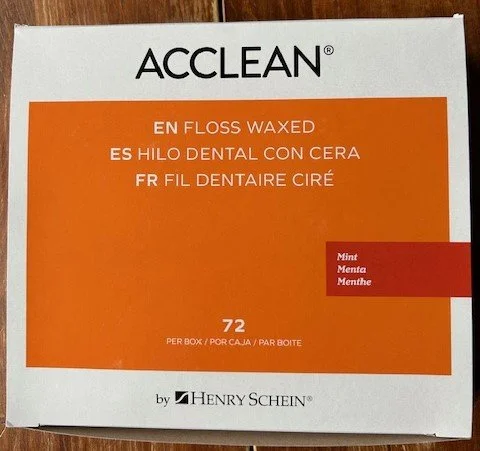 ACCLEAN®
EN FLOSS WAXED
ES HILO DENTAL CON CERA
FR FIL DENTAIRE CIRÉ
Mint
Menta
Menthe
72
PER BOX / POR CAJA / PAR BOITE
by HENRY SCHEIN®